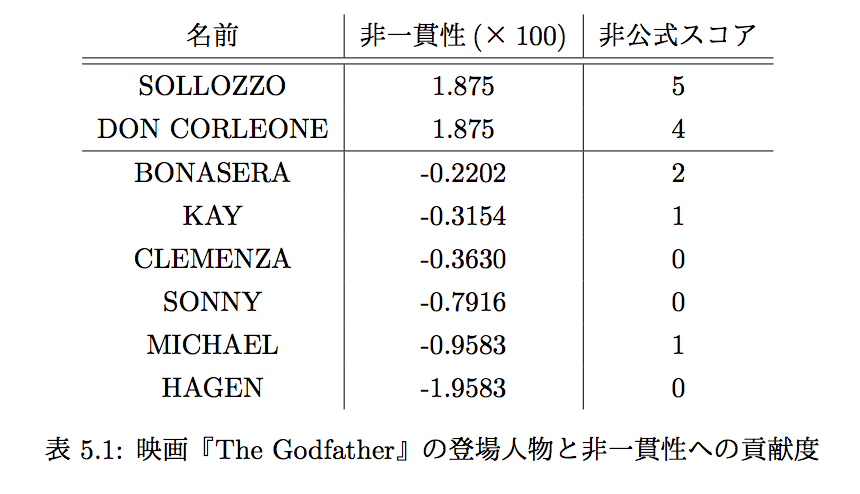 名前 非一貫性 (× 100) 非公式スコア
SOLLOZZO 1.875 5
DON CORLEONE 1.875 4
BONASERA -0.2202 2
KAY -0.3154 1
CLEMENZA -0.3630 0
SONNY -0.7916 0
MICHAEL -0.9583 1
HAGEN -1.9583 0
表 5.1: 映画『The Godfather』の登場人物と非一貫性への貢献度